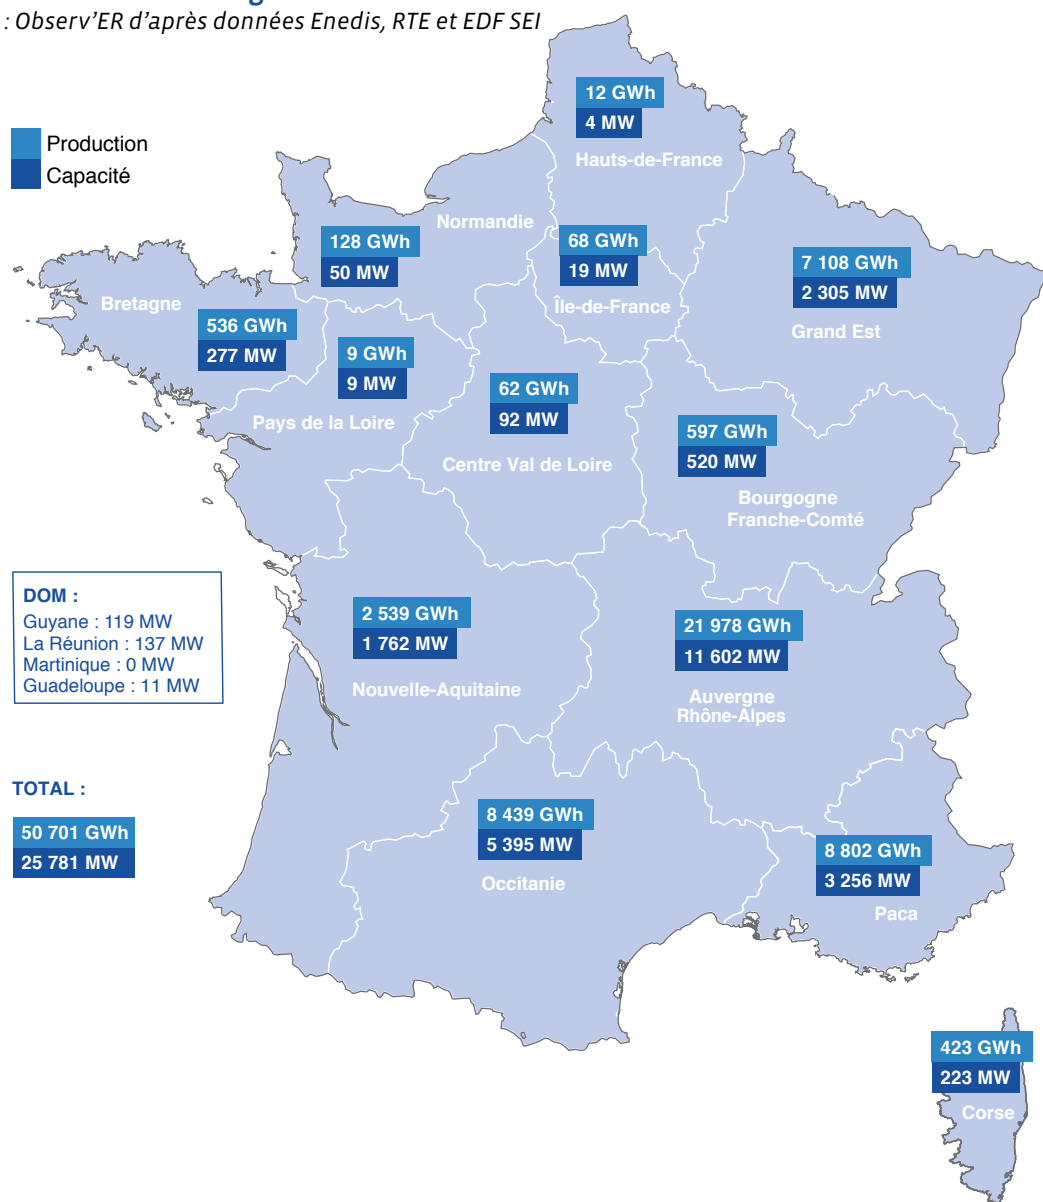 : Observ’ER d’après données Enedis, RTE et EDF SEI
Production
Capacité
12 GWh
4 MW
Hauts-de-France
Normandie
128 GWh
50 MW
68 GWh
19 MW
Île-de-France
7 108 GWh
2 305 MW
Grand Est
Bretagne
536 GWh
277 MW
9 GWh
9 MW
Pays de la Loire
62 GWh
92 MW
Centre Val de Loire
597 GWh
520 MW
Bourgogne
Franche-Comté
DOM :
Guyane : 119 MW
La Réunion : 137 MW
Martinique : 0 MW
Guadeloupe : 11 MW
2 539 GWh
1 762 MW
Nouvelle-Aquitaine
21 978 GWh
11 602 MW
Auvergne
Rhône-Alpes
TOTAL :
50 701 GWh
25 781 MW
8 439 GWh
5 395 MW
Occitanie
8 802 GWh
3 256 MW
Paca
423 GWh
223 MW
Corse